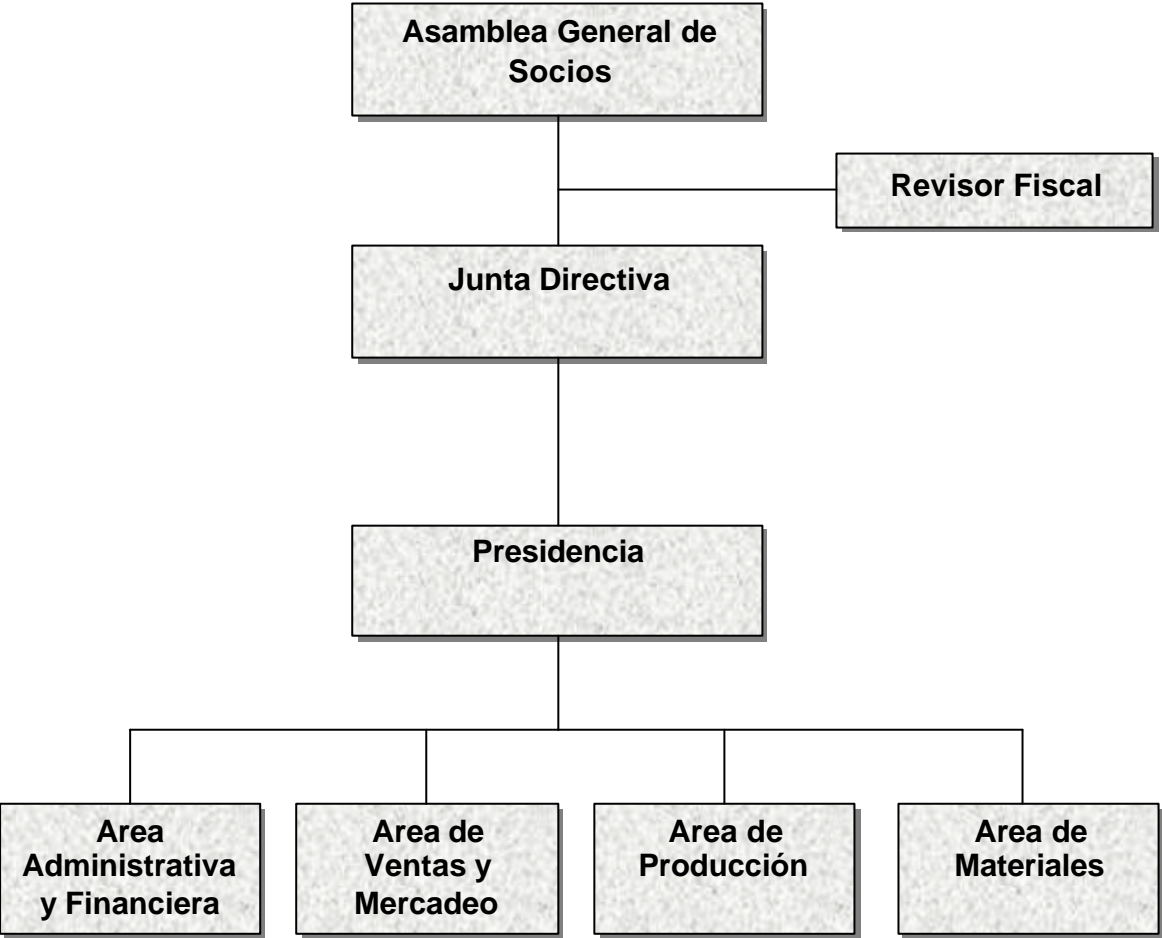 Asamblea General de
Socios
Revisor Fiscal
Junta Directiva
Presidencia
Area
Administrativa
y Financiera
Area de
Ventas y
Mercadeo
Area de
Producción
Area de
Materiales